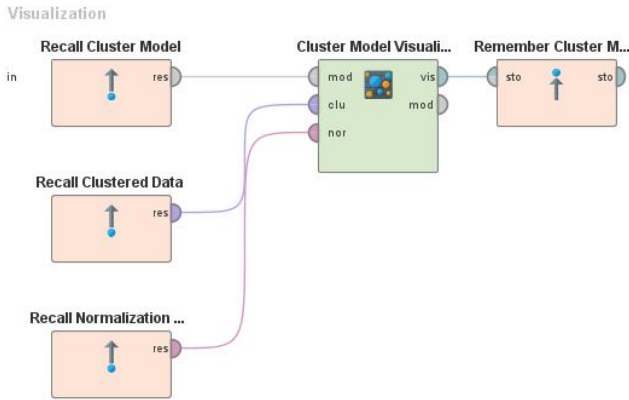 Visualization
Recall Cluster Model
Cluster Model Visuali...
Remember Cluster M...
in
res
mod
vis
sto
sto
clu
mod
nor
Recall Clustered Data
res
Recall Normalization ...
res